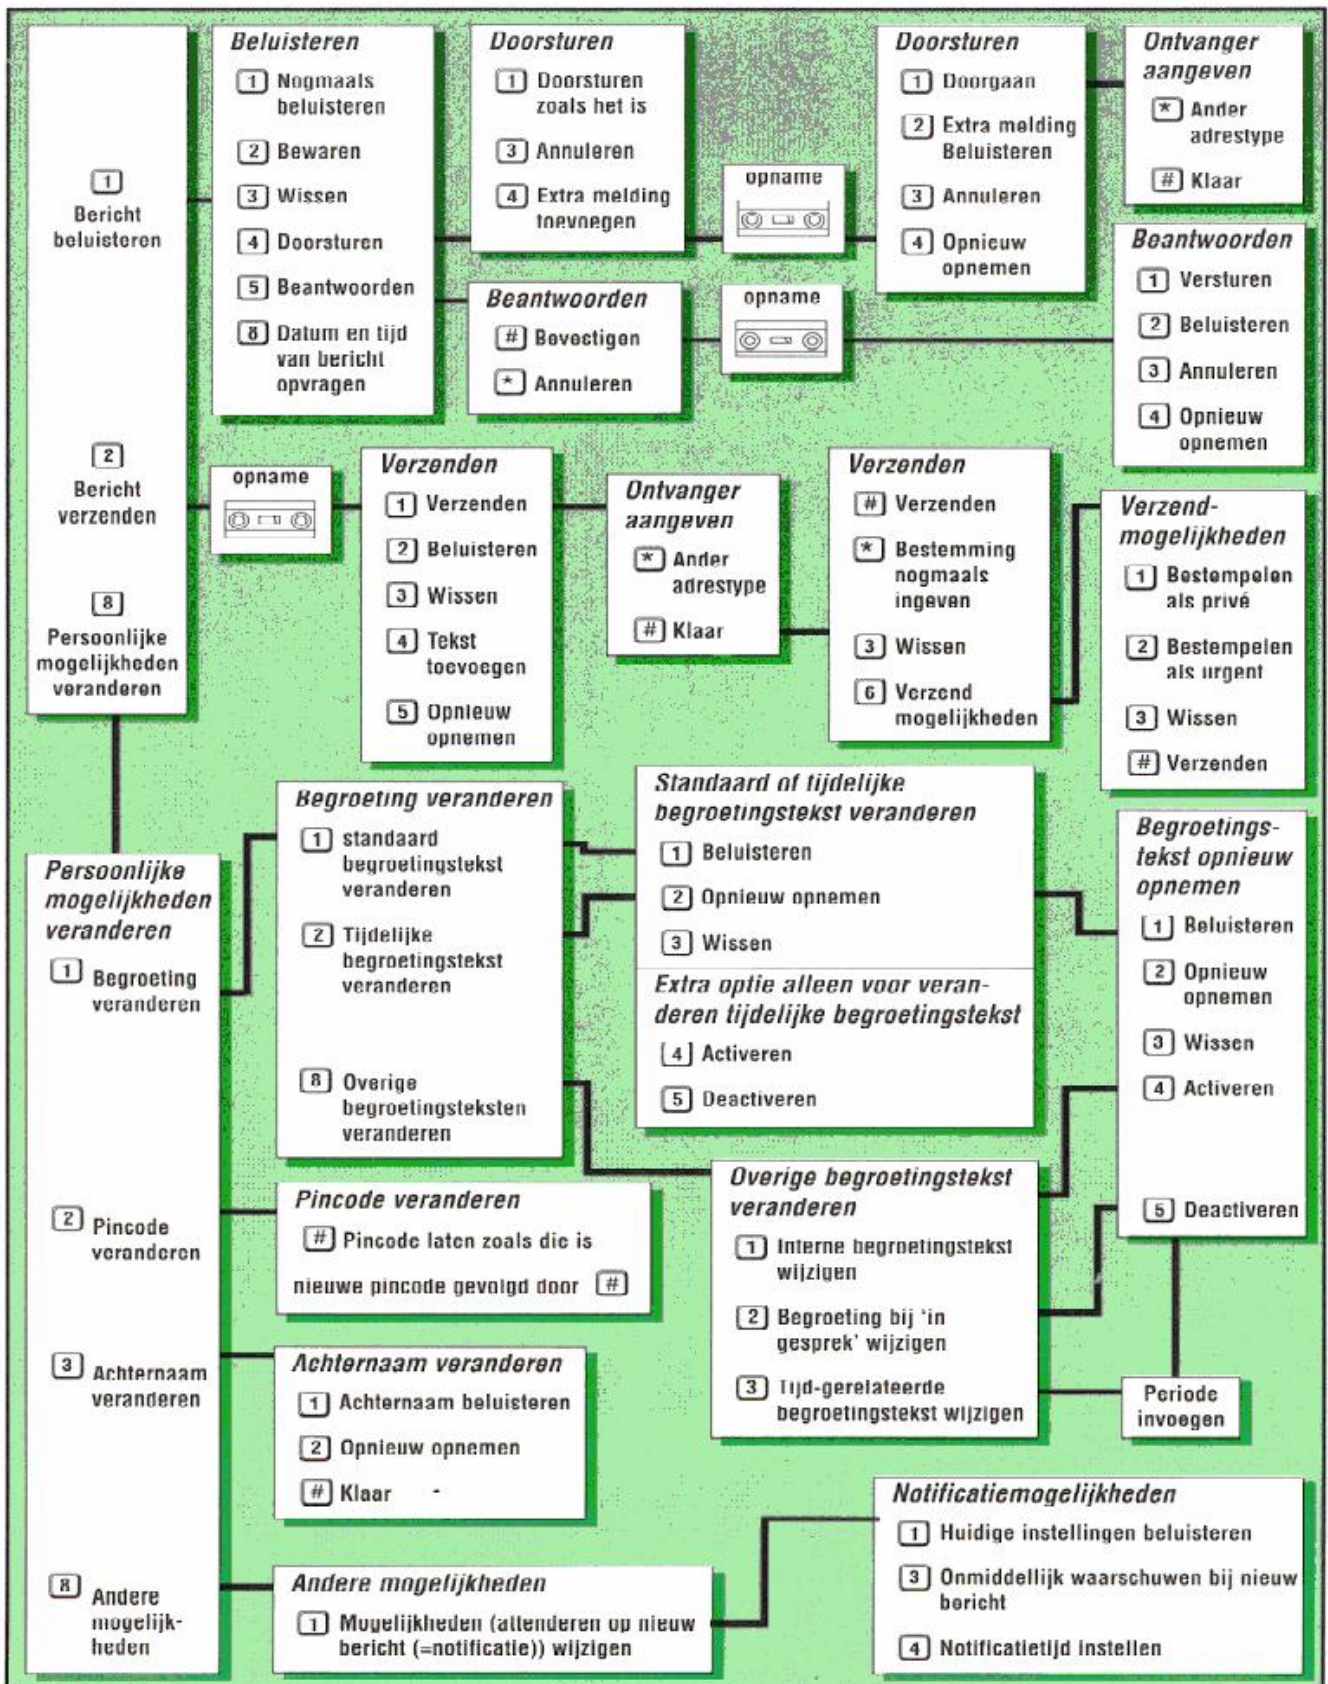 1
Bericht
beluisteren
2
Bericht
verzenden
8
Persoonlijke
mogelijkheden
veranderen
Beluisteren
1 Nogmaals
beluisteren
2 Bewaren
3 Wissen
4 Doorsturen
5 Beantwoorden
8 Datum en tijd
van bericht
opvragen
Doorsturen
1 Doorsturen
zoals het is
3 Annuleren
4 Extra melding
toevoegen
opname
Doorsturen
1 Doorgaan
2 Extra melding
Beluisteren
3 Annuleren
4 Opnieuw
opnemen
Ontvanger
aangeven
* Ander
adrestype
# Klaar
Beantwoorden
# Bevestigen
* Annuleren
opname
Beantwoorden
1 Versturen
2 Beluisteren
3 Annuleren
4 Opnieuw
opnemen
opname
Verzenden
1 Verzenden
2 Beluisteren
3 Wissen
4 Tekst
toevoegen
5 Opnieuw
opnemen
Ontvanger
aangeven
* Ander
adrestype
# Klaar
Verzenden
# Verzenden
* Bestemming
nogmaals
ingeven
3 Wissen
6 Verzend
mogelijkheden
Verzend-
mogelijkheden
1 Bestempelen
als privé
2 Bestempelen
als urgent
3 Wissen
# Verzenden
Persoonlijke
mogelijkheden
veranderen
1 Begroeting
veranderen
2 Pincode
veranderen
3 Achternaam
veranderen
8 Andere
mogelijk-
heden
Begroeting veranderen
1 standaard
begroetingstekst
veranderen
2 Tijdelijke
begroetingstekst
veranderen
8 Overige
begroetingsteksten
veranderen
Standaard of tijdelijke
begroetingstekst veranderen
1 Beluisteren
2 Opnieuw opnemen
3 Wissen
Extra optie alleen voor veran-
deren tijdelijke begroetingstekst
4 Activeren
5 Deactiveren
Begroetings-
tekst opnieuw
opnemen
1 Beluisteren
2 Opnieuw
opnemen
3 Wissen
4 Activeren
5 Deactiveren
Overige begroetingstekst
veranderen
1 Interne begroetingstekst
wijzigen
2 Begroeting bij ‘in
gesprek’ wijzigen
3 Tijd-gerelateerde
begroetingstekst wijzigen
Periode
invoegen
Pincode veranderen
# Pincode laten zoals die is
nieuwe pincode gevolgd door #
Achternaam veranderen
1 Achternaam beluisteren
2 Opnieuw opnemen
# Klaar -
Andere mogelijkheden
1 Mogelijkheden (attenderen op nieuw
bericht (=notificatie)) wijzigen
Notificatiemogelijkheden
1 Huidige instellingen beluisteren
3 Onmiddellijk waarschuwen bij nieuw
bericht
4 Notificatietijd instellen